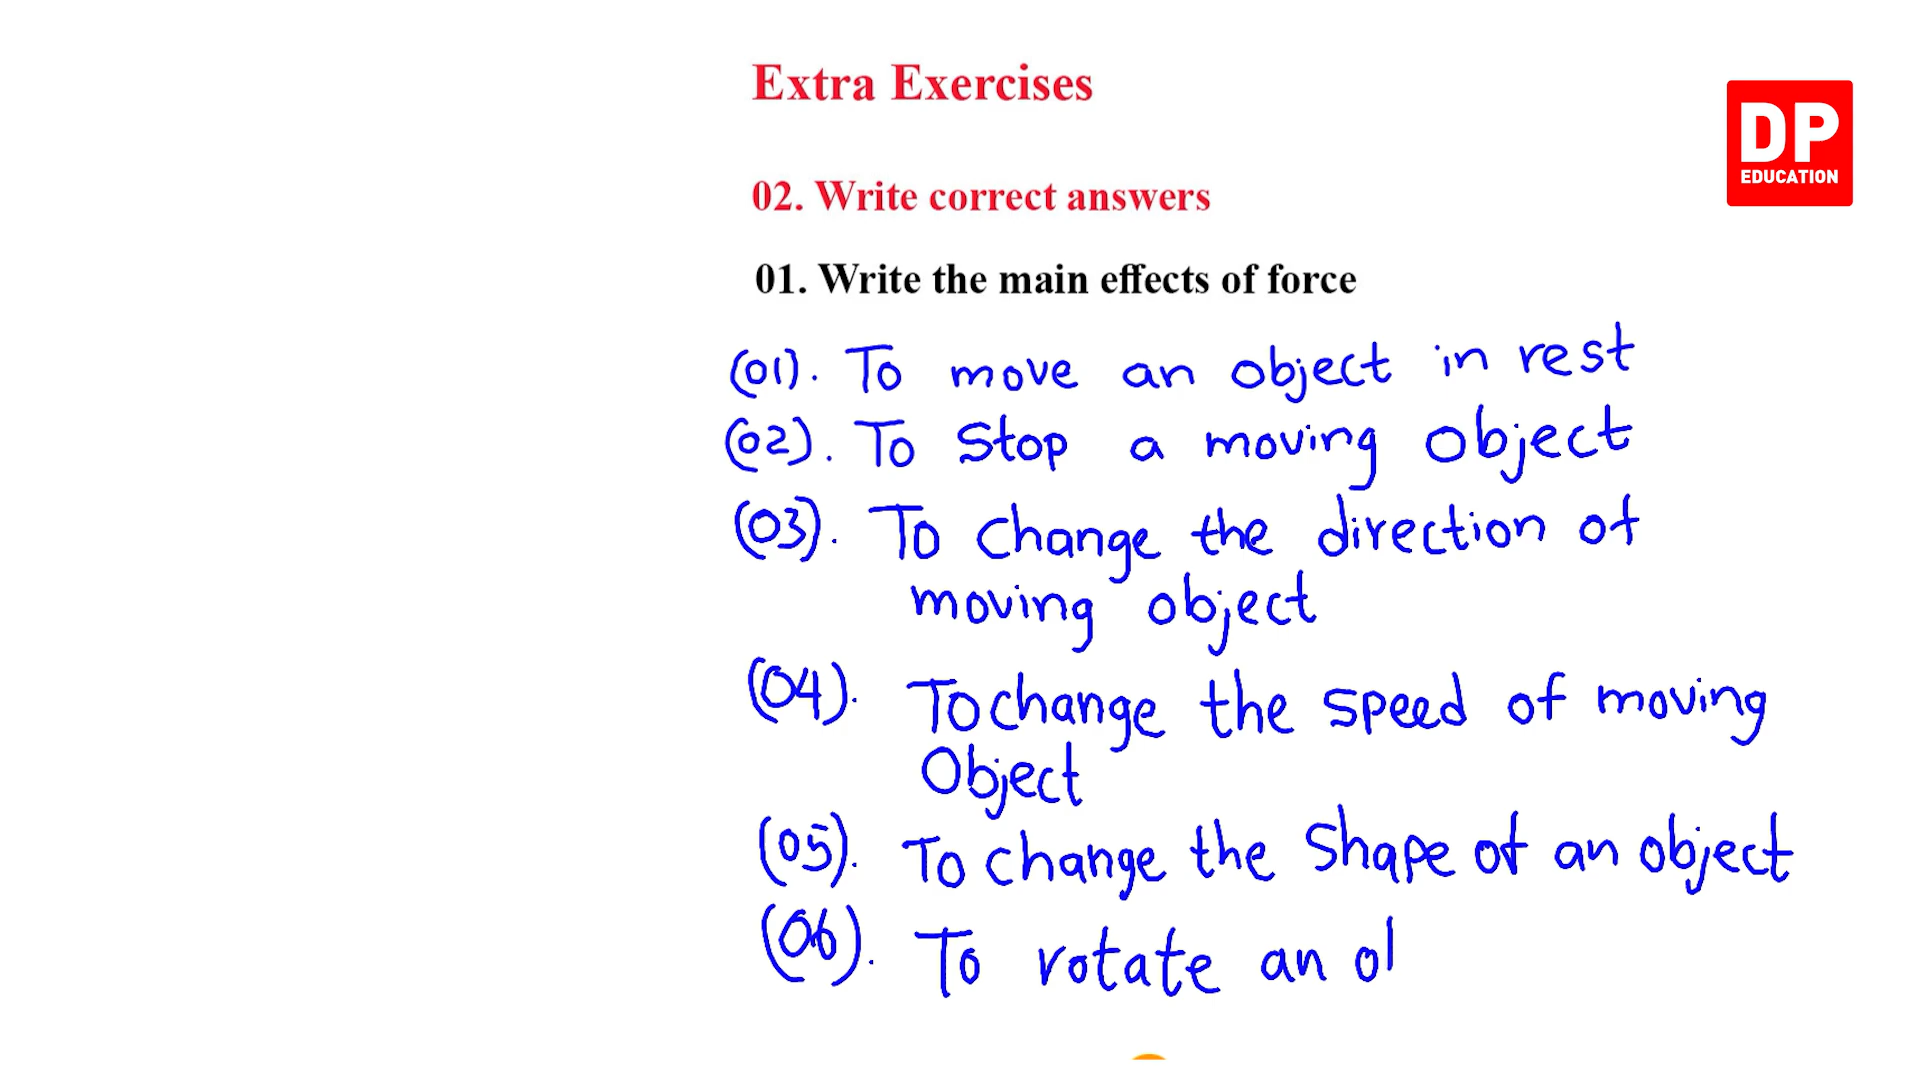 Extra Exercises
DP
EDUCATION
02. Write correct answers
01. Write the main effects of force
(01). To move an object in rest
(02). To Stop a moving object
(03). To change the direction of
moving object
(04). To change the speed of moving
Object
(05). To change the Shape of an object
(06). To rotate an